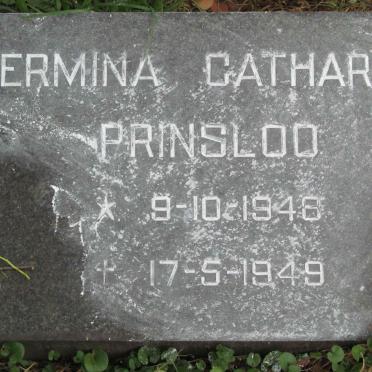 ERMINA CATHAR
PRINSLOO
* 9-10-1946
† 17-5-1949